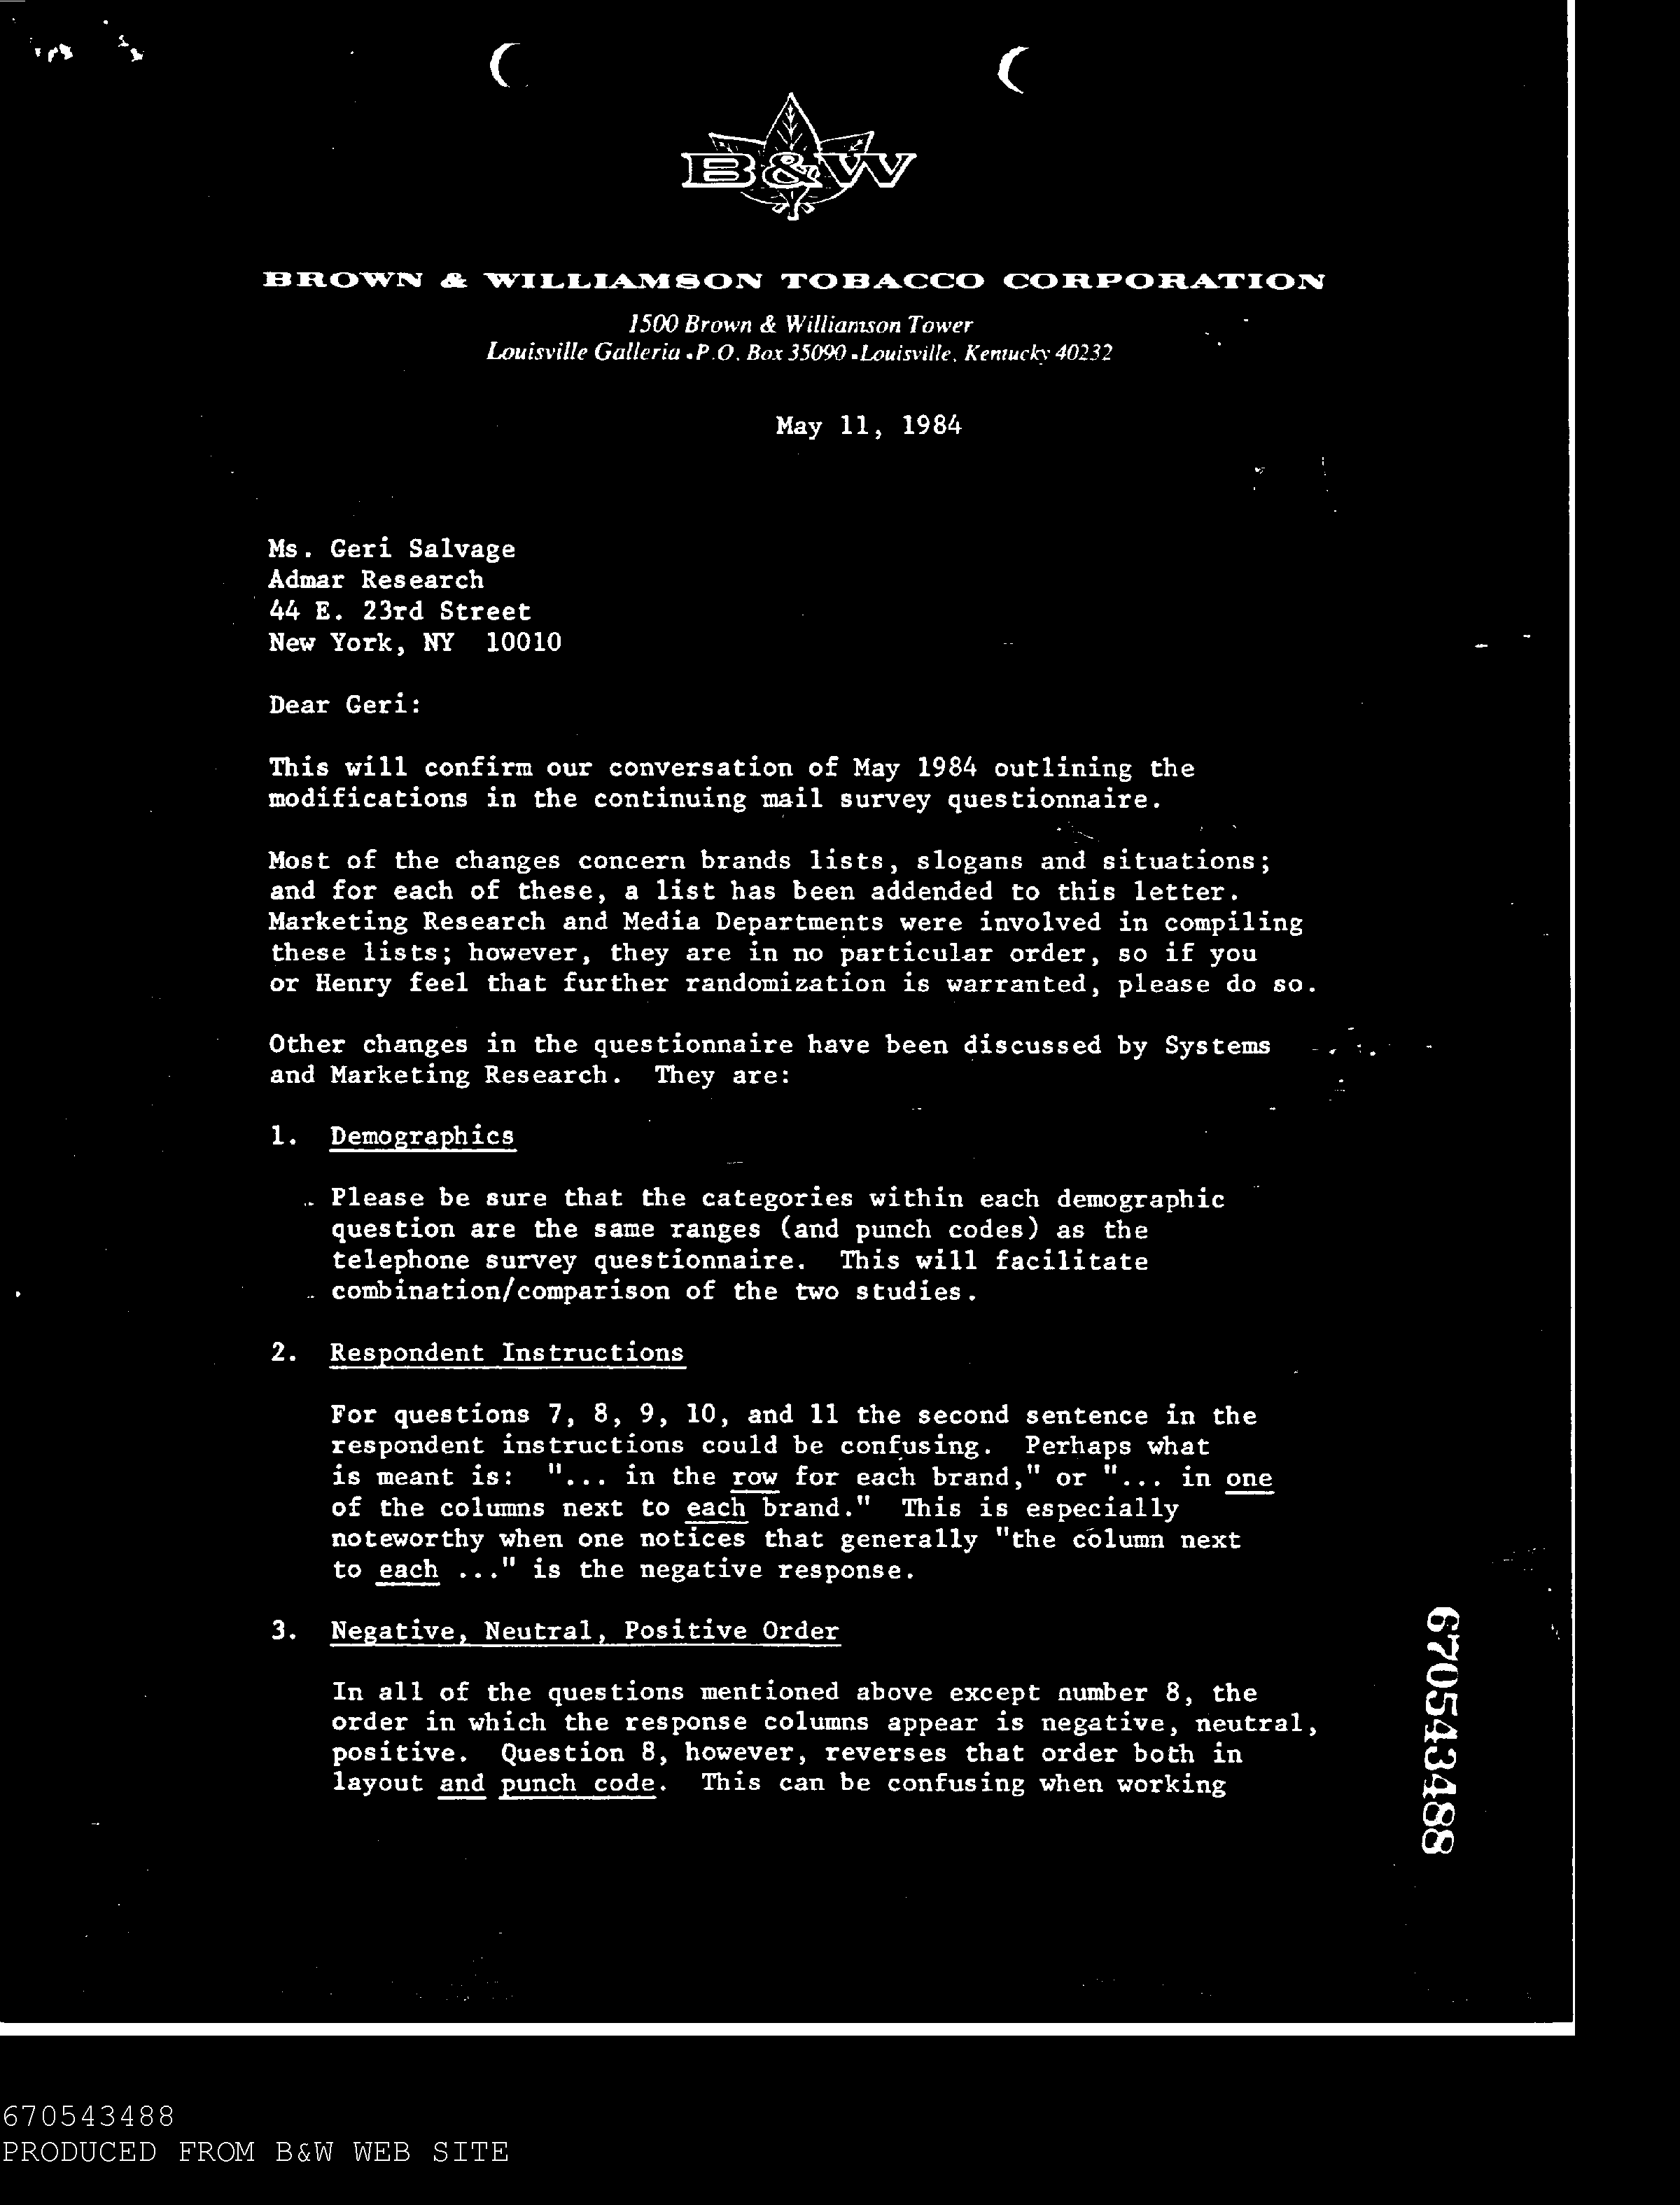 B&W
BROWN & WILLIAMSON TOBACCO CORPORATION
1500 Brown & Williamson Tower
Louisville Galleria • P.O. Box 35090 • Louisville, Kentucky 40232
May 11, 1984
Ms. Geri Salvage
Admar Research
44 E. 23rd Street
New York, NY 10010
Dear Geri:
This will confirm our conversation of May 1984 outlining the
modifications in the continuing mail survey questionnaire.
Most of the changes concern brands lists, slogans and situations;
and for each of these, a list has been addended to this letter.
Marketing Research and Media Departments were involved in compiling
these lists; however, they are in no particular order, so if you
or Henry feel that further randomization is warranted, please do so.
Other changes in the questionnaire have been discussed by Systems
and Marketing Research. They are:
1. Demographics
Please be sure that the categories within each demographic
question are the same ranges (and punch codes) as the
telephone survey questionnaire. This will facilitate
combination/comparison of the two studies.
2. Respondent Instructions
For questions 7, 8, 9, 10, and 11 the second sentence in the
respondent instructions could be confusing. Perhaps what
is meant is: "... in the row for each brand," or "... in one
of the columns next to each brand." This is especially
noteworthy when one notices that generally "the column next
to each ..." is the negative response.
3. Negative, Neutral, Positive Order
In all of the questions mentioned above except number 8, the
order in which the response columns appear is negative, neutral,
positive. Question 8, however, reverses that order both in
layout and punch code. This can be confusing when working
670543488
670543488
PRODUCED FROM B&W WEB SITE